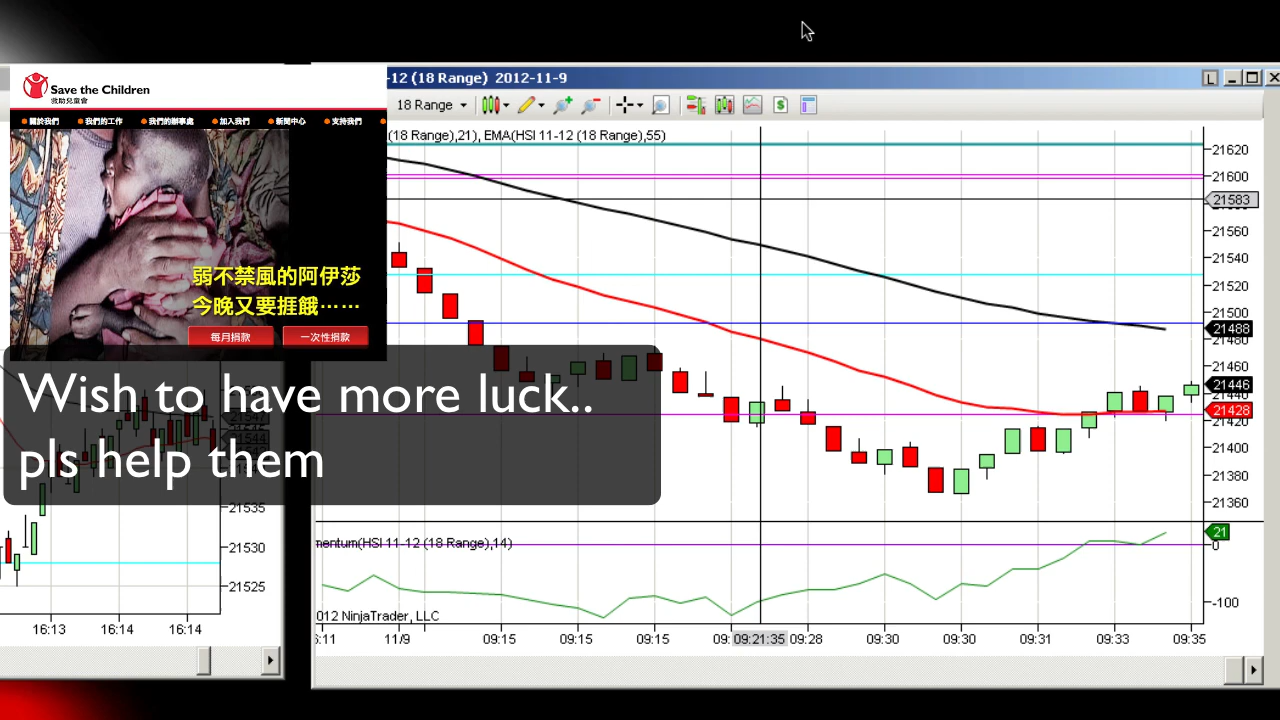 -12 (18 Range) 2012-11-9
L
18 Range
Save the Children
救助兒童會
關於我們 我們的工作 我們的辦事處 加入我們 新聞中心 支持我們
弱不禁風的阿伊莎
今晚又要捱餓⋯⋯
每月捐款 一次性捐款
Wish to have more luck..
pls help them
(18 Range),21), EMA(HSI 11-12 (18 Range),55)
21620
21600
21583
21560
21540
21520
21500
21488
21480
21460
21446
21440
21428
21420
21400
21380
21360
21547
21544
21535
21530
21525
16:13 16:14 16:14
mentum(HSI 11-12 (18 Range),14)
21
0
-100
012 NinjaTrader, LLC
:11 11/9 09:15 09:15 09:15 09: 09:21:35 09:28 09:30 09:30 09:31 09:33 09:35